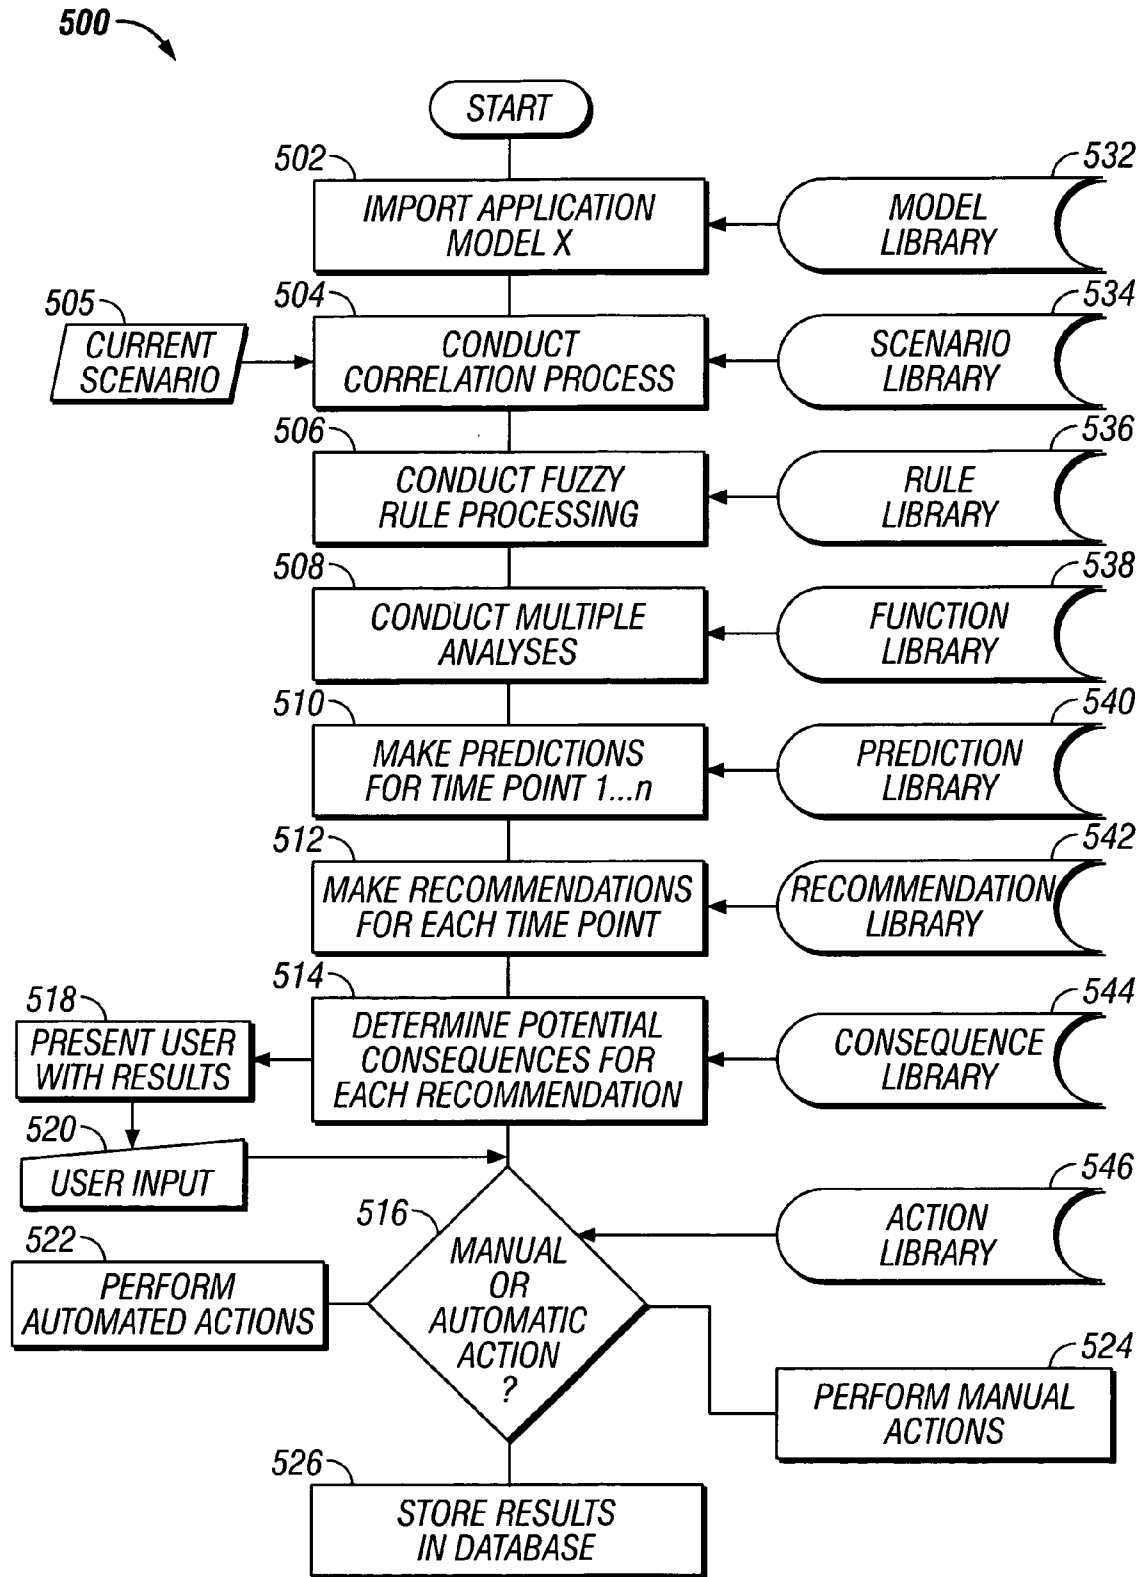 500
START
502
IMPORT APPLICATION
MODEL X
532
MODEL
LIBRARY
505
CURRENT
SCENARIO
504
CONDUCT
CORRELATION PROCESS
534
SCENARIO
LIBRARY
506
CONDUCT FUZZY
RULE PROCESSING
536
RULE
LIBRARY
508
CONDUCT MULTIPLE
ANALYSES
538
FUNCTION
LIBRARY
510
MAKE PREDICTIONS
FOR TIME POINT 1...n
540
PREDICTION
LIBRARY
512
MAKE RECOMMENDATIONS
FOR EACH TIME POINT
542
RECOMMENDATION
LIBRARY
514
DETERMINE POTENTIAL
CONSEQUENCES FOR
EACH RECOMMENDATION
544
CONSEQUENCE
LIBRARY
518
PRESENT USER
WITH RESULTS
520
USER INPUT
516
MANUAL
OR
AUTOMATIC
ACTION
?
546
ACTION
LIBRARY
522
PERFORM
AUTOMATED ACTIONS
524
PERFORM MANUAL
ACTIONS
526
STORE RESULTS
IN DATABASE